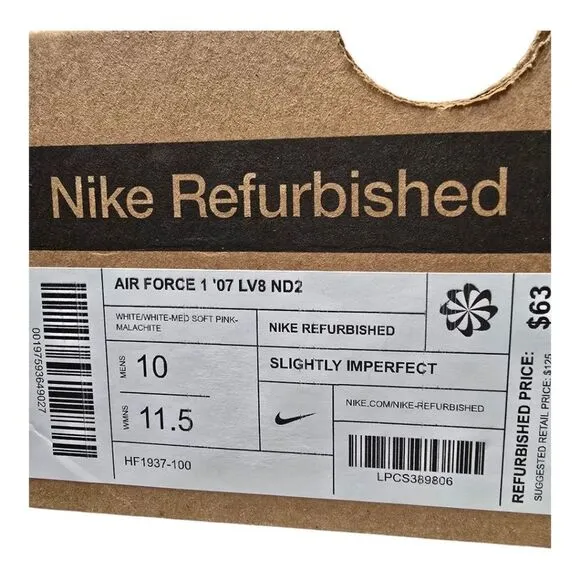 Nike Refurbished
AIR FORCE 1 '07 LV8 ND2
WHITE/WHITE-MED SOFT PINK-
MALACHITE
NIKE REFURBISHED
MENS 10
SLIGHTLY IMPERFECT
WMNS 11.5
NIKE.COM/NIKE-REFURBISHED
HF1937-100
LPCS389806
00197593649027
REFURBISHED PRICE: $63
SUGGESTED RETAIL PRICE: $125